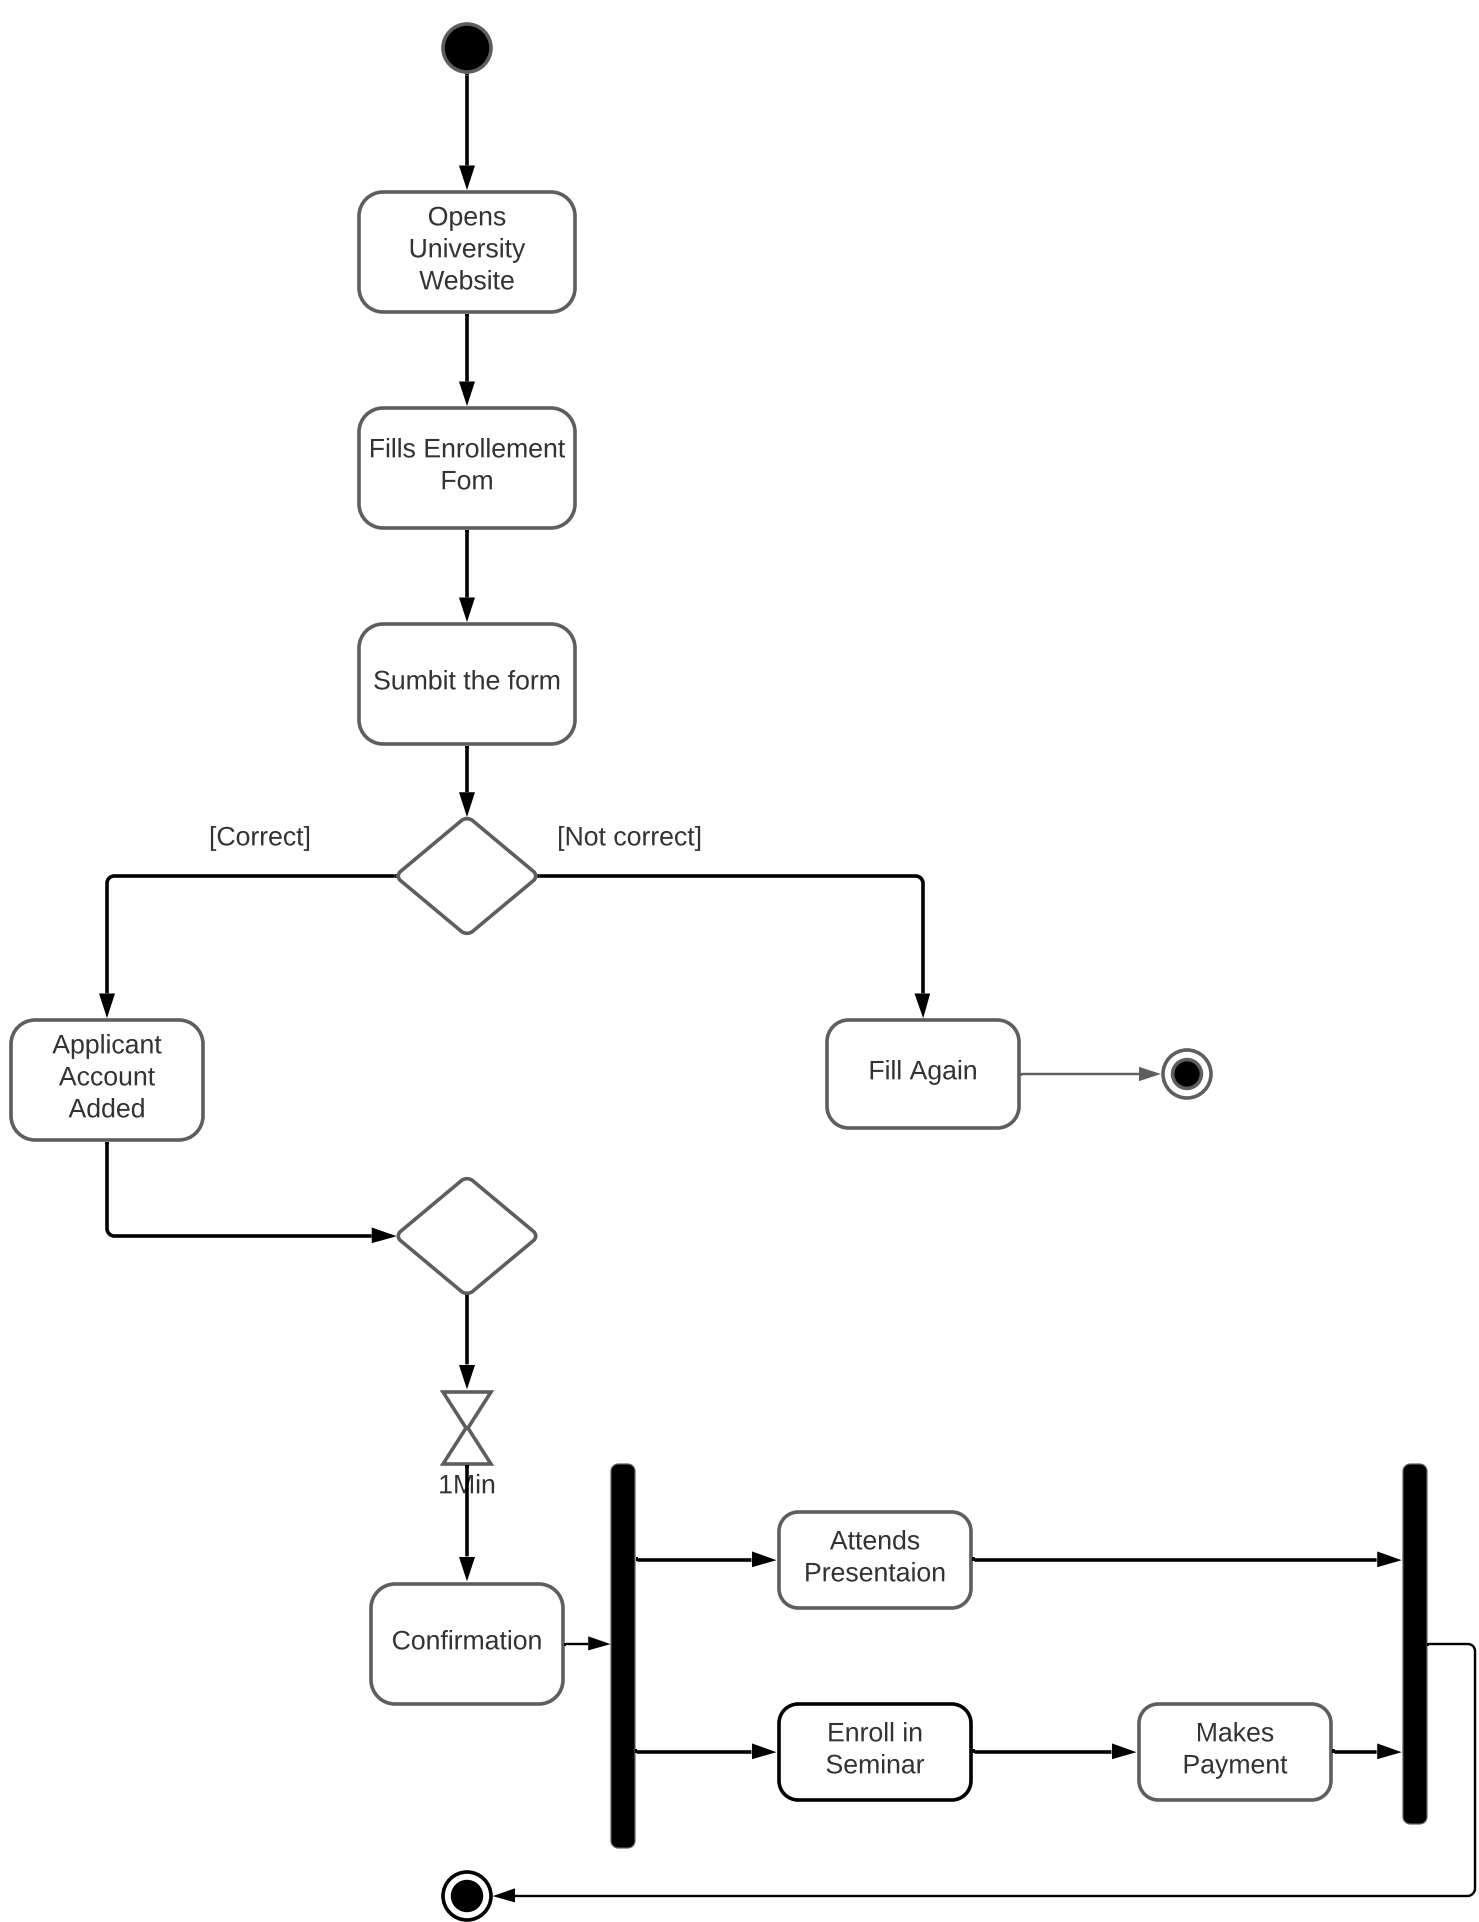 Opens
University
Website
Fills Enrollement
Fom
Sumbit the form
[Correct]
[Not correct]
Applicant
Account
Added
Fill Again
1Min
Attends
Presentaion
Confirmation
Enroll in
Seminar
Makes
Payment